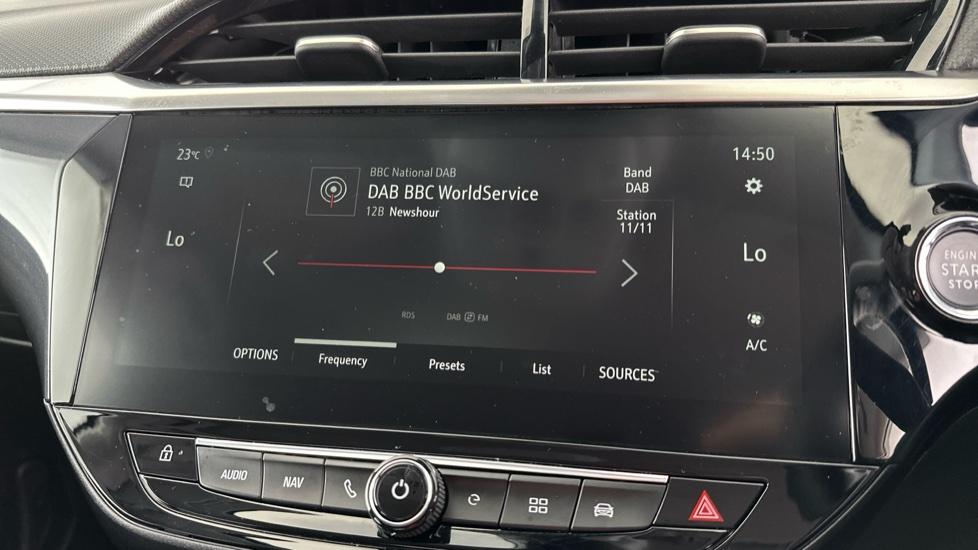 23°C
14:50
BBC National DAB
DAB BBC WorldService
12B Newshour
Band
DAB
Station
11/11
Lo
Lo
RDS
DAB FM
A/C
OPTIONS
Frequency
Presets
List
SOURCES
AUDIO
NAV
START
STOP